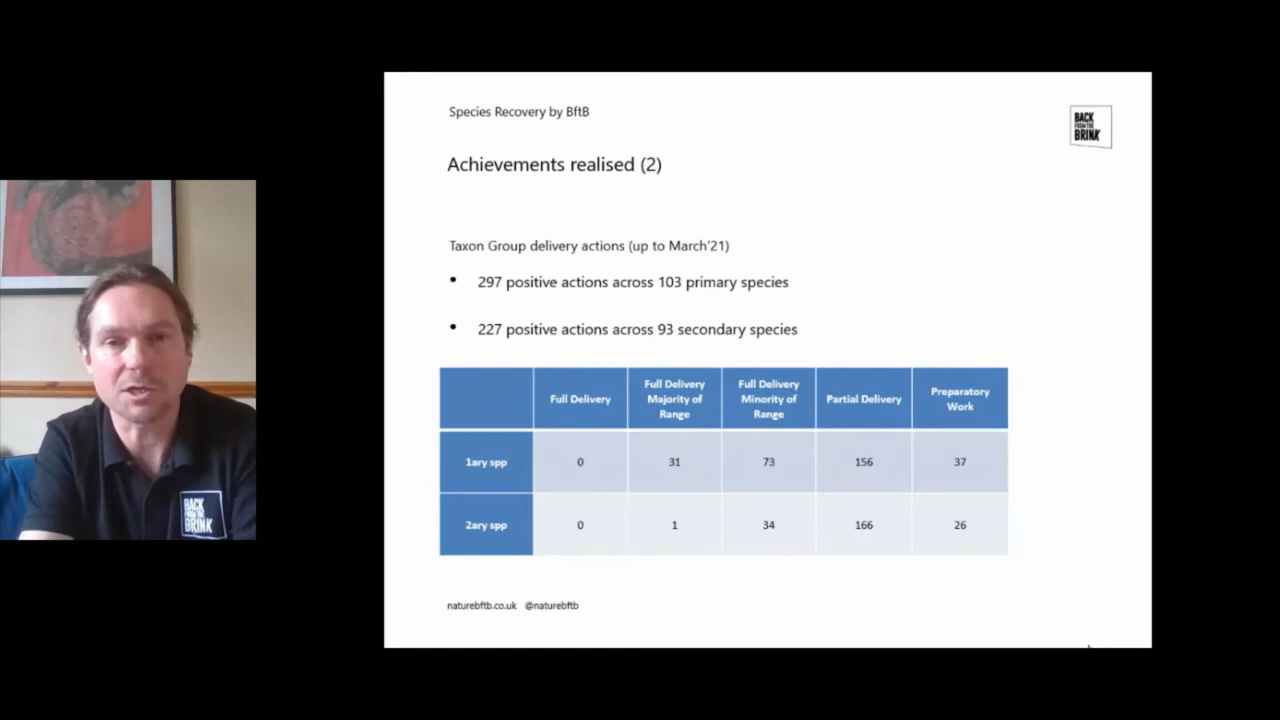 Species Recovery by BftB
BACK
FROM THE
BRINK
Achievements realised (2)
Taxon Group delivery actions (up to March'21)
• 297 positive actions across 103 primary species
• 227 positive actions across 93 secondary species
Full Delivery
Full Delivery
Majority of
Range
Full Delivery
Minority of
Range
Partial Delivery
Preparatory
Work
1ary spp 0 31 73 156 37
2ary spp 0 1 34 166 26
BACK
FROM THE
BRINK
naturebftb.co.uk @naturebftb